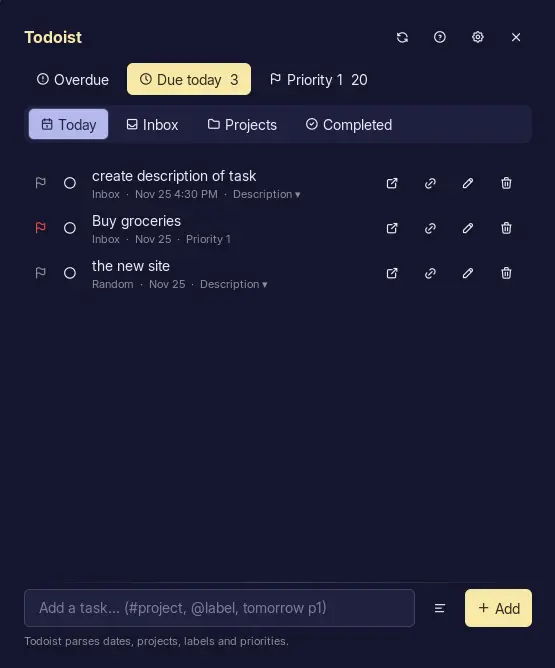 Todoist
Overdue Due today 3 Priority 1 20
Today Inbox Projects Completed
create description of task
Inbox · Nov 25 4:30 PM · Description ▾
Buy groceries
Inbox · Nov 25 · Priority 1
the new site
Random · Nov 25 · Description ▾
Add a task... (#project, @label, tomorrow p1) + Add
Todoist parses dates, projects, labels and priorities.